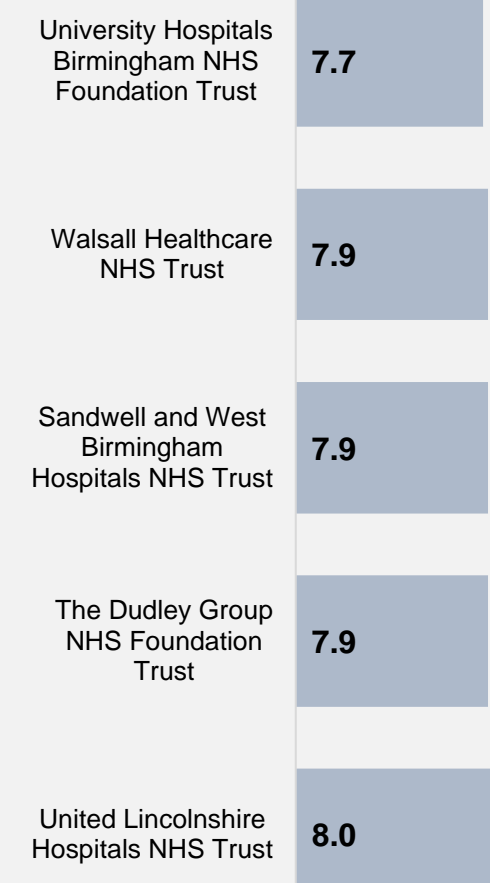 University Hospitals
Birmingham NHS
Foundation Trust
7.7
Walsall Healthcare
NHS Trust
7.9
Sandwell and West
Birmingham
Hospitals NHS Trust
7.9
The Dudley Group
NHS Foundation
Trust
7.9
United Lincolnshire
Hospitals NHS Trust
8.0